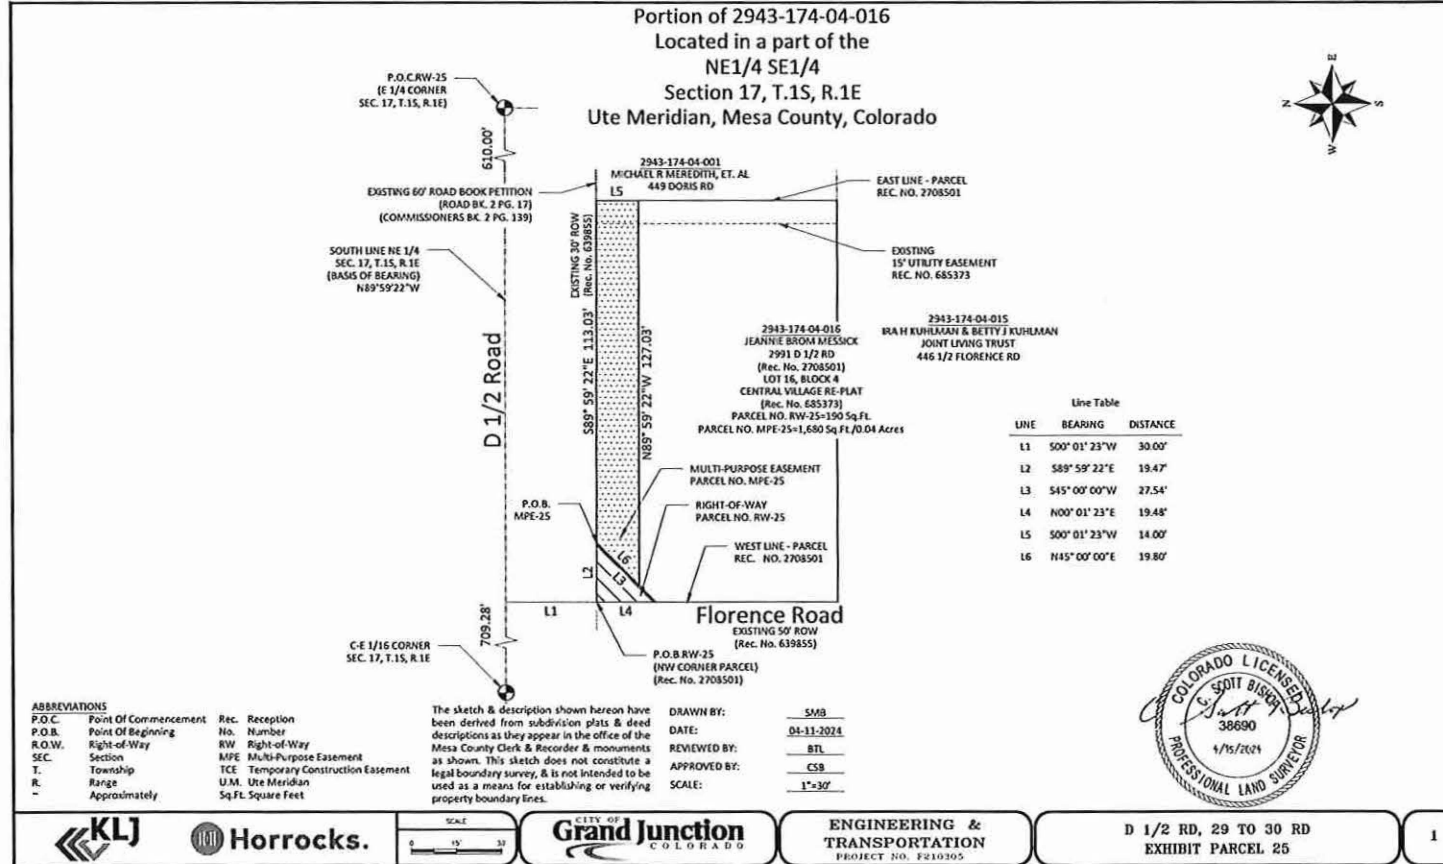 Portion of 2943-174-04-016
Located in a part of the
NE1/4 SE1/4
Section 17, T.1S, R.1E
Ute Meridian, Mesa County, Colorado
P.O.C.RW-25
(E 1/4 CORNER
SEC. 17, T.1S, R.1E)
E
N
S
W
610.00'
EXISTING 60' ROAD BOOK PETITION
(ROAD BK. 2 PG. 17)
(COMMISSIONERS BK. 2 PG. 139)
2943-174-04-001
MICHAEL R MEREDITH, ET. AL
449 DORIS RD
L5
EAST LINE - PARCEL
REC. NO. 2708501
EXISTING 30' ROW
(Rec. No. 639855)
SOUTH LINE NE 1/4
SEC. 17, T.1S, R.1E
(BASIS OF BEARING)
N89°59'22"W
EXISTING
15' UTILITY EASEMENT
REC. NO. 685373
D 1/2 Road
S89° 59' 22"E 113.03'
N89° 59' 22"W 127.03'
2943-174-04-016
JEANNIE BROM MESSICK
2991 D 1/2 RD
(Rec. No. 2708501)
LOT 16, BLOCK 4
CENTRAL VILLAGE RE-PLAT
(Rec. No. 685373)
PARCEL NO. RW-25=190 Sq.Ft.
PARCEL NO. MPE-25=1,680 Sq.Ft./0.04 Acres
2943-174-04-015
IRA H KUHLMAN & BETTY J KUHLMAN
JOINT LIVING TRUST
446 1/2 FLORENCE RD
Line Table
LINE BEARING DISTANCE
L1 S00° 01' 23"W 30.00'
L2 S89° 59' 22"E 19.47'
L3 S45° 00' 00"W 27.54'
L4 N00° 01' 23"E 19.48'
L5 S00° 01' 23"W 14.00'
L6 N45° 00' 00"E 19.80'
MULTI-PURPOSE EASEMENT
PARCEL NO. MPE-25
P.O.B.
MPE-25
RIGHT-OF-WAY
PARCEL NO. RW-25
WEST LINE - PARCEL
REC. NO. 2708501
L6
L3
L2
L1
L4
Florence Road
EXISTING 50' ROW
(Rec. No. 639855)
709.28'
C-E 1/16 CORNER
SEC. 17, T.1S, R.1E
P.O.B.RW-25
(NW CORNER PARCEL)
(Rec. No. 2708501)
ABBREVIATIONS
P.O.C. Point Of Commencement Rec. Reception
P.O.B. Point Of Beginning No. Number
R.O.W. Right-of-Way RW Right-of-Way
SEC. Section MPE Multi-Purpose Easement
T. Township TCE Temporary Construction Easement
R. Range U.M. Ute Meridian
~ Approximately Sq.Ft. Square Feet
The sketch & description shown hereon have
been derived from subdivision plats & deed
descriptions as they appear in the office of the
Mesa County Clerk & Recorder & monuments
as shown. This sketch does not constitute a
legal boundary survey, & is not intended to be
used as a means for establishing or verifying
property boundary lines.
DRAWN BY: SMB
DATE: 04-11-2024
REVIEWED BY: BTL
APPROVED BY: CSB
SCALE: 1"=30'
COLORADO LICENSED
G. SCOTT BISHOP
38690
4/15/2024
PROFESSIONAL LAND SURVEYOR
KLJ
Horrocks.
SCALE
0 15' 30
CITY OF
Grand Junction
COLORADO
ENGINEERING &
TRANSPORTATION
PROJECT NO. F210205
D 1/2 RD, 29 TO 30 RD
EXHIBIT PARCEL 25
1